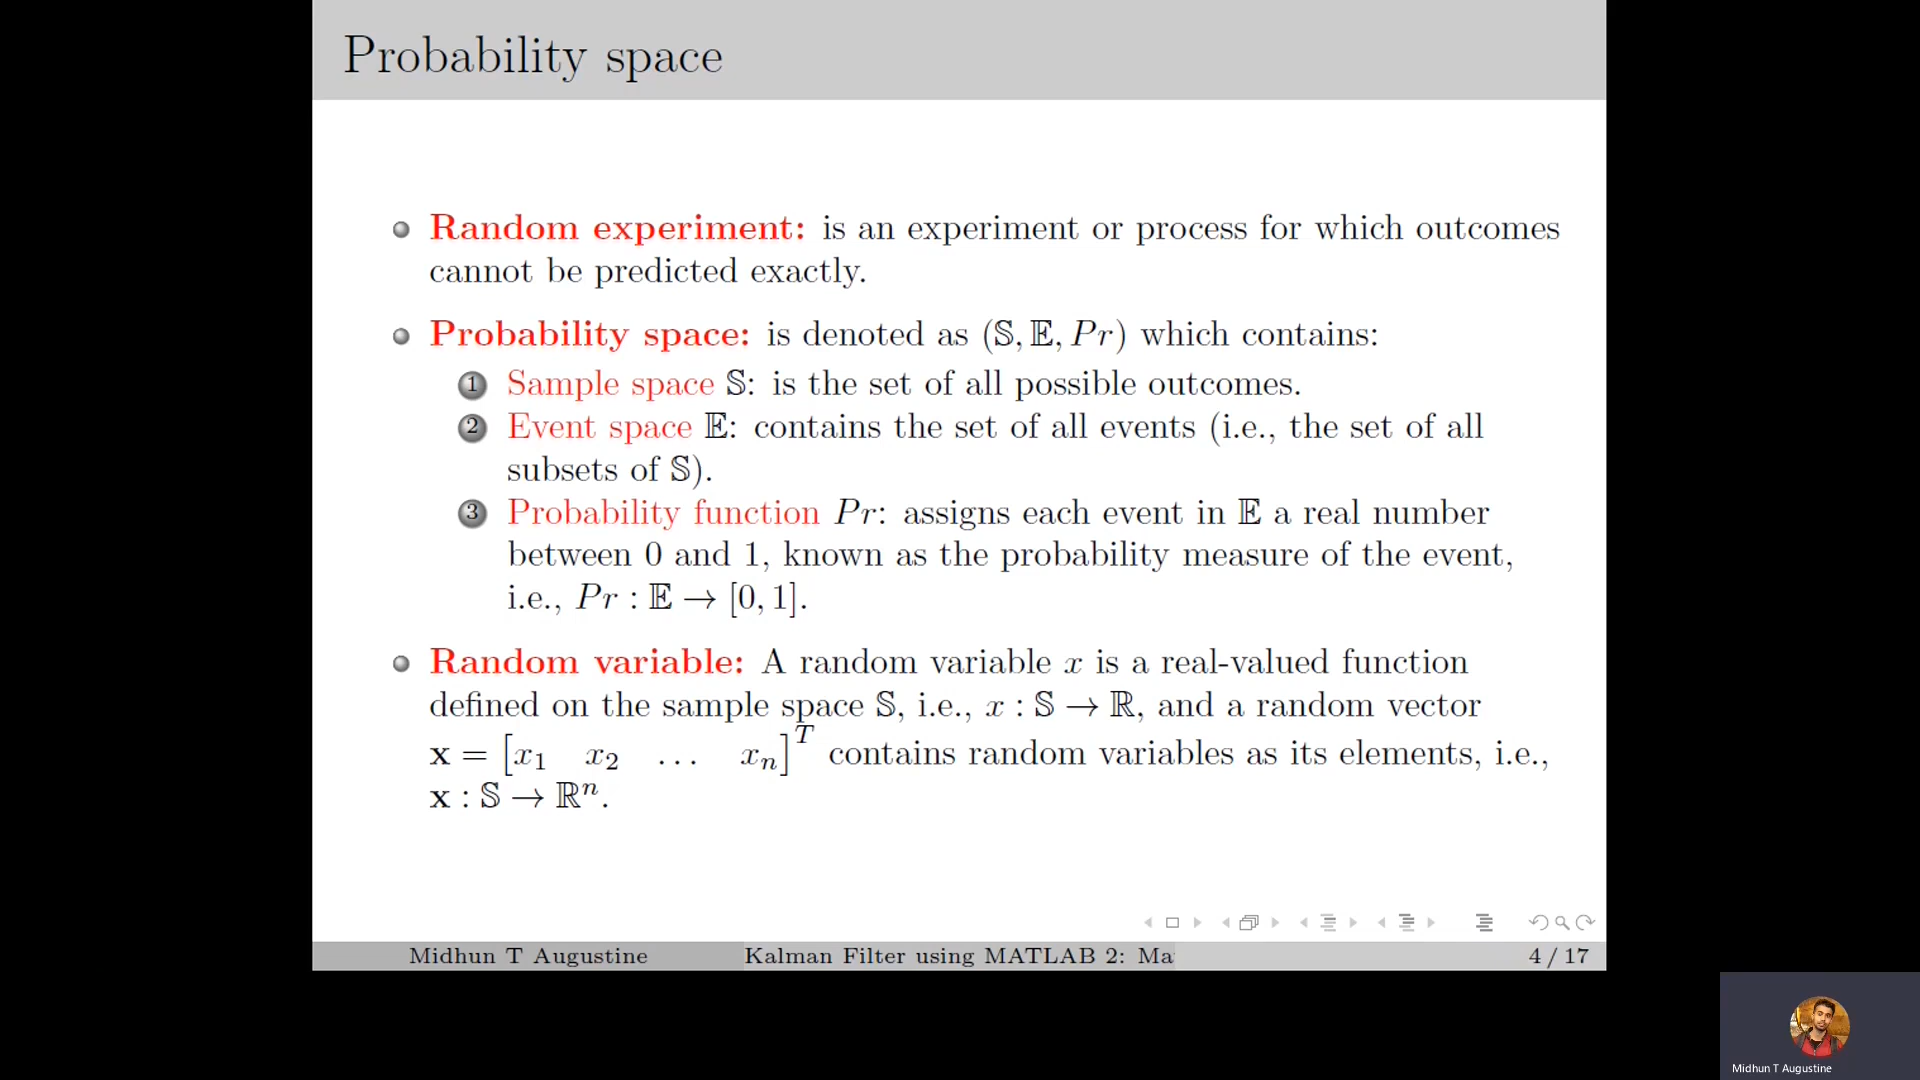 Probability space
Random experiment: is an experiment or process for which outcomes
cannot be predicted exactly.
Probability space: is denoted as (𝕊, 𝔼, Pr) which contains:
1 Sample space 𝕊: is the set of all possible outcomes.
2 Event space 𝔼: contains the set of all events (i.e., the set of all
subsets of 𝕊).
3 Probability function Pr: assigns each event in 𝔼 a real number
between 0 and 1, known as the probability measure of the event,
i.e., Pr : 𝔼 → [0, 1].
Random variable: A random variable x is a real-valued function
defined on the sample space 𝕊, i.e., x : 𝕊 → ℝ, and a random vector
𝐱 = [x₁ x₂ … xₙ]ᵀ contains random variables as its elements, i.e.,
𝐱 : 𝕊 → ℝⁿ.
Midhun T Augustine Kalman Filter using MATLAB 2: Ma 4 / 17
Midhun T Augustine